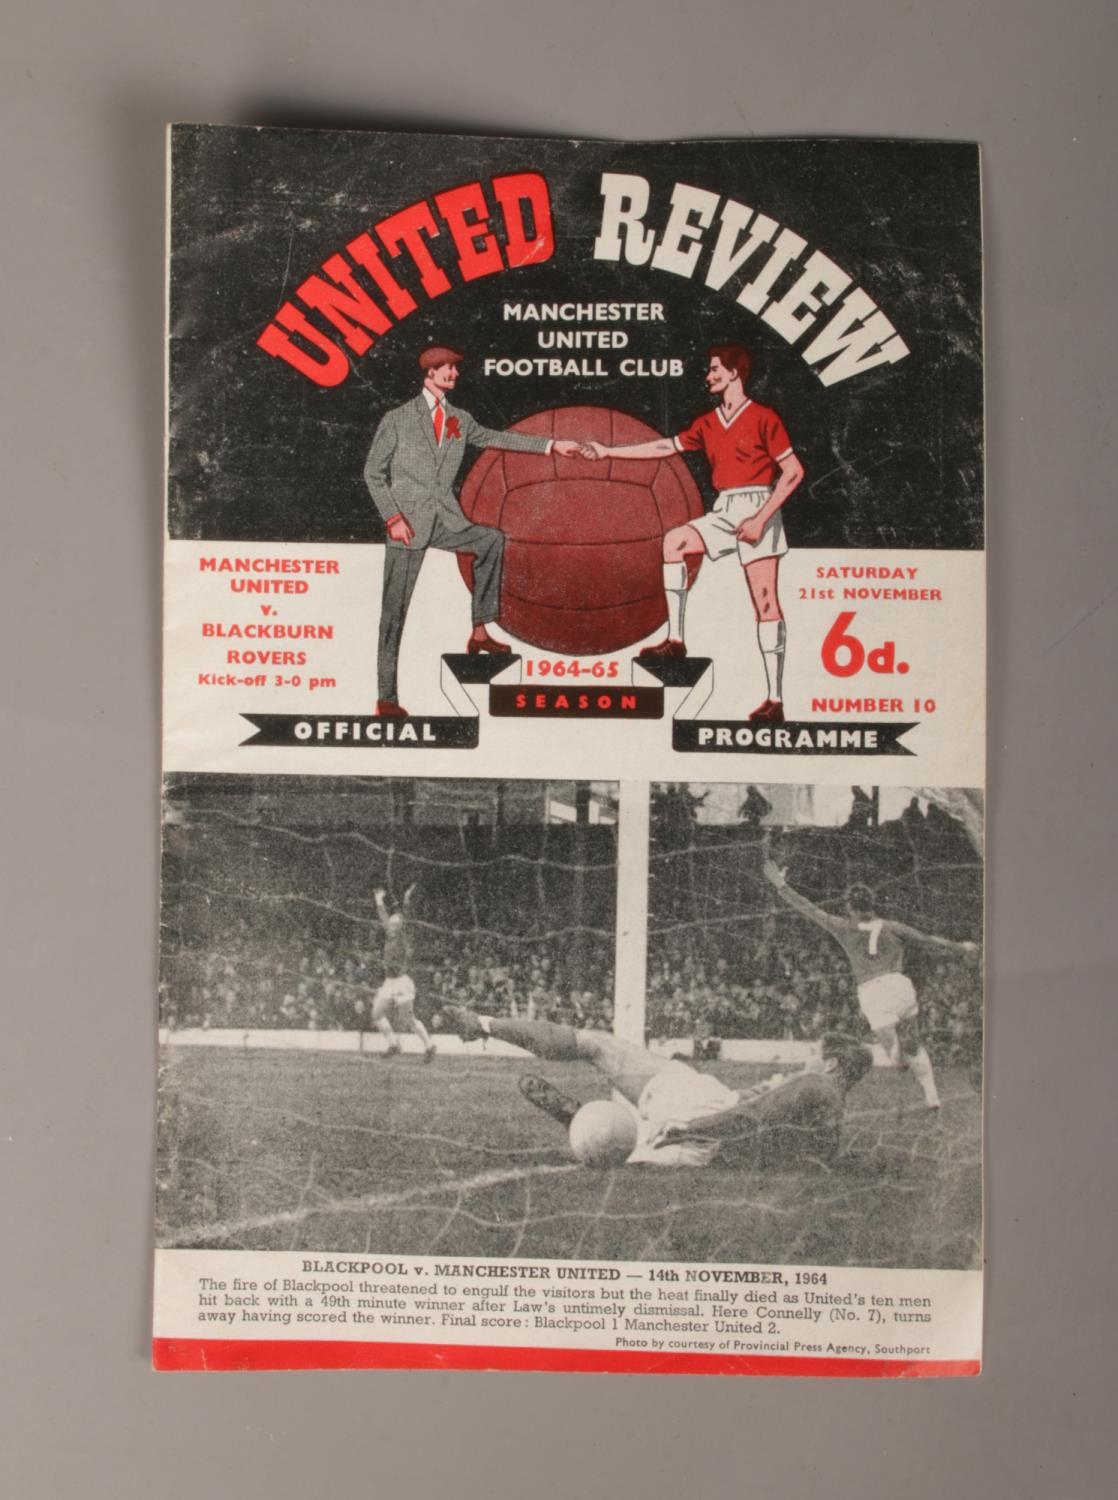 UNITED REVIEW
MANCHESTER
UNITED
FOOTBALL CLUB
MANCHESTER
UNITED
v.
BLACKBURN
ROVERS
Kick-off 3-0 pm
SATURDAY
21st NOVEMBER
6d.
NUMBER 10
1964-65
SEASON
OFFICIAL
PROGRAMME
7
BLACKPOOL v. MANCHESTER UNITED — 14th NOVEMBER, 1964
The fire of Blackpool threatened to engulf the visitors but the heat finally died as United's ten men
hit back with a 49th minute winner after Law's untimely dismissal. Here Connelly (No. 7), turns
away having scored the winner. Final score: Blackpool 1 Manchester United 2.
Photo by courtesy of Provincial Press Agency, Southport